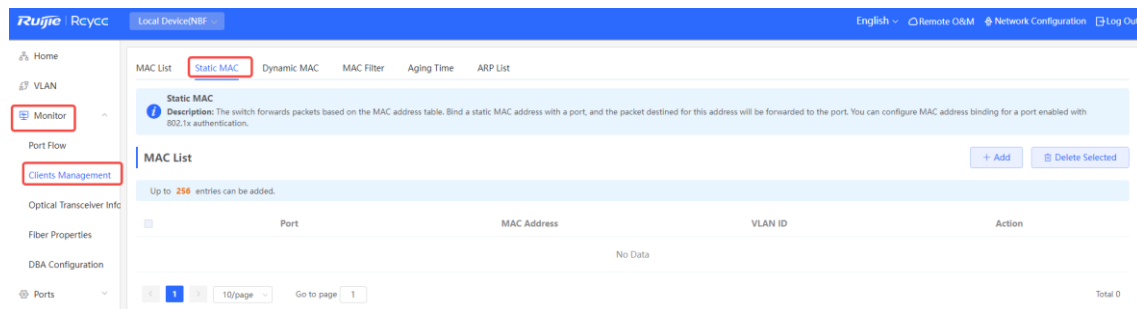 Ruijie Rcycc Local Device(NBF English Remote O&M Network Configuration Log Out
Home
VLAN
Monitor
Port Flow
Clients Management
Optical Transceiver Info
Fiber Properties
DBA Configuration
Ports
MAC List Static MAC Dynamic MAC MAC Filter Aging Time ARP List
Static MAC
Description: The switch forwards packets based on the MAC address table. Bind a static MAC address with a port, and the packet destined for this address will be forwarded to the port. You can configure MAC address binding for a port enabled with
802.1x authentication.
MAC List + Add Delete Selected
Up to 256 entries can be added.
Port MAC Address VLAN ID Action
No Data
< 1 > 10/page Go to page 1 Total 0